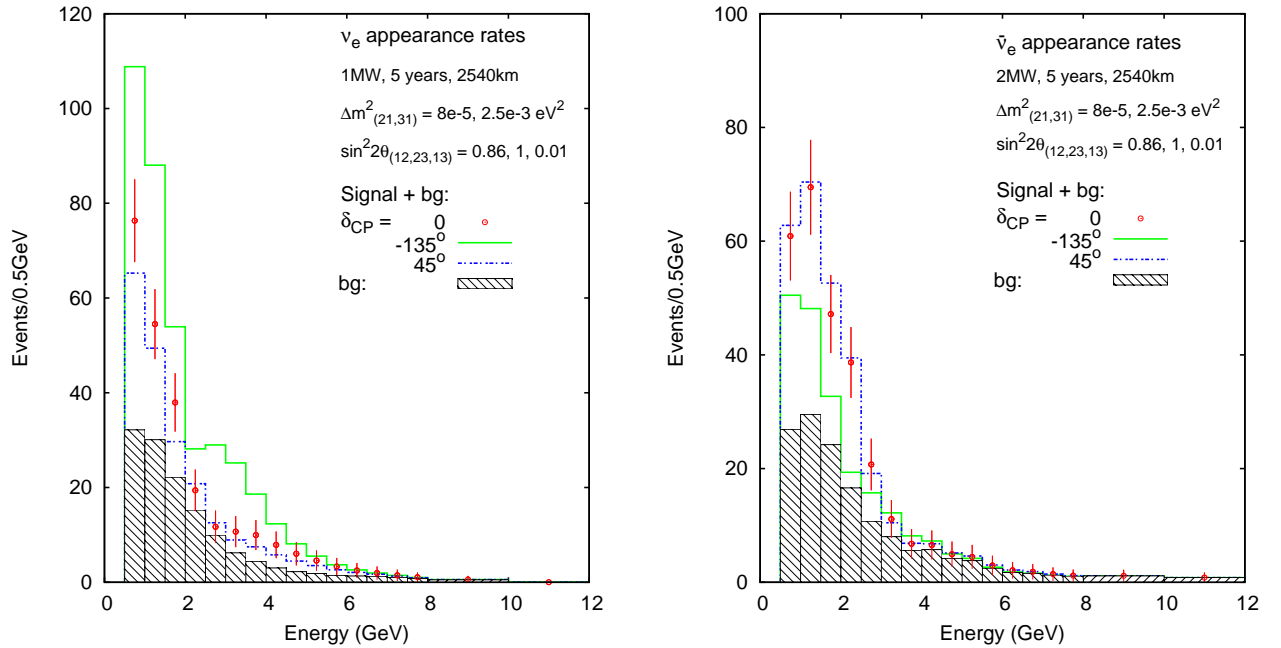 120
100
80
60
40
20
0
Events/0.5GeV
0 2 4 6 8 10 12
Energy (GeV)
ν_e appearance rates
1MW, 5 years, 2540km
Δm²_(21,31) = 8e-5, 2.5e-3 eV²
sin²2θ_(12,23,13) = 0.86, 1, 0.01
Signal + bg:
δ_CP = 0
-135°
45°
bg:
100
80
60
40
20
0
Events/0.5GeV
0 2 4 6 8 10 12
Energy (GeV)
ν̄_e appearance rates
2MW, 5 years, 2540km
Δm²_(21,31) = 8e-5, 2.5e-3 eV²
sin²2θ_(12,23,13) = 0.86, 1, 0.01
Signal + bg:
δ_CP = 0
-135°
45°
bg: